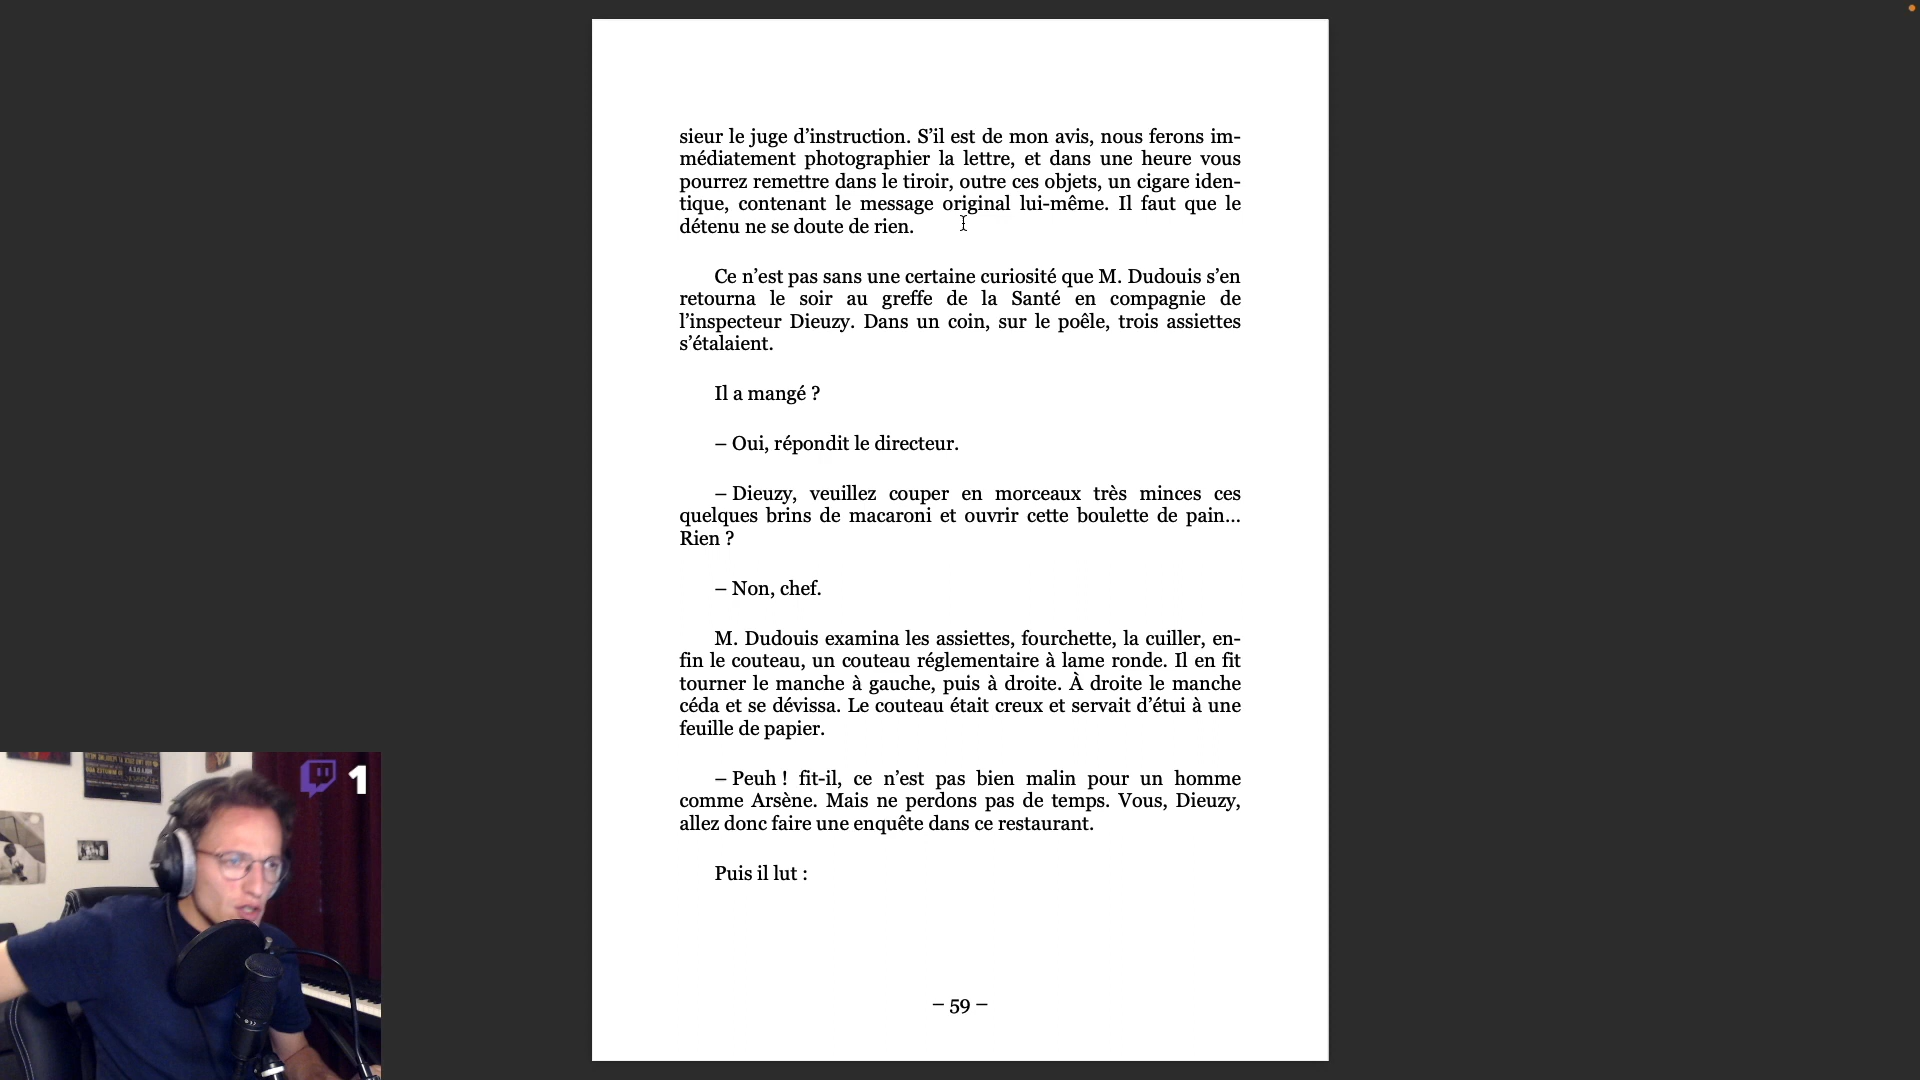 sieur le juge d’instruction. S’il est de mon avis, nous ferons im-
médiatement photographier la lettre, et dans une heure vous
pourrez remettre dans le tiroir, outre ces objets, un cigare iden-
tique, contenant le message original lui-même. Il faut que le
détenu ne se doute de rien.
Ce n’est pas sans une certaine curiosité que M. Dudouis s’en
retourna le soir au greffe de la Santé en compagnie de
l’inspecteur Dieuzy. Dans un coin, sur le poêle, trois assiettes
s’étalaient.
Il a mangé ?
– Oui, répondit le directeur.
– Dieuzy, veuillez couper en morceaux très minces ces
quelques brins de macaroni et ouvrir cette boulette de pain…
Rien ?
– Non, chef.
M. Dudouis examina les assiettes, fourchette, la cuiller, en-
fin le couteau, un couteau réglementaire à lame ronde. Il en fit
tourner le manche à gauche, puis à droite. À droite le manche
céda et se dévissa. Le couteau était creux et servait d’étui à une
feuille de papier.
– Peuh ! fit-il, ce n’est pas bien malin pour un homme
comme Arsène. Mais ne perdons pas de temps. Vous, Dieuzy,
allez donc faire une enquête dans ce restaurant.
Puis il lut :
– 59 –
1